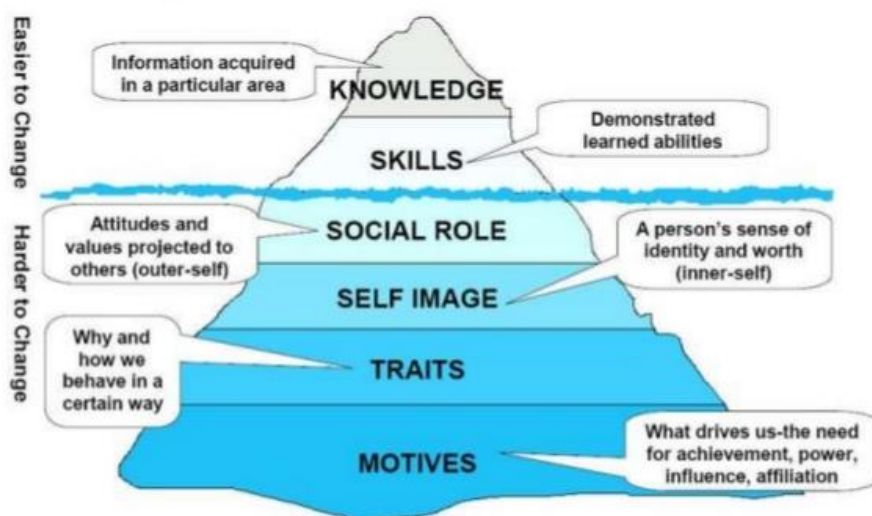 Easier to Change
Information acquired
in a particular area
KNOWLEDGE
Demonstrated
learned abilities
SKILLS
Harder to Change
Attitudes and
values projected to
others (outer-self)
SOCIAL ROLE
A person's sense of
identity and worth
(inner-self)
SELF IMAGE
Why and
how we
behave in a
certain way
TRAITS
What drives us-the need
for achievement, power,
influence, affiliation
MOTIVES